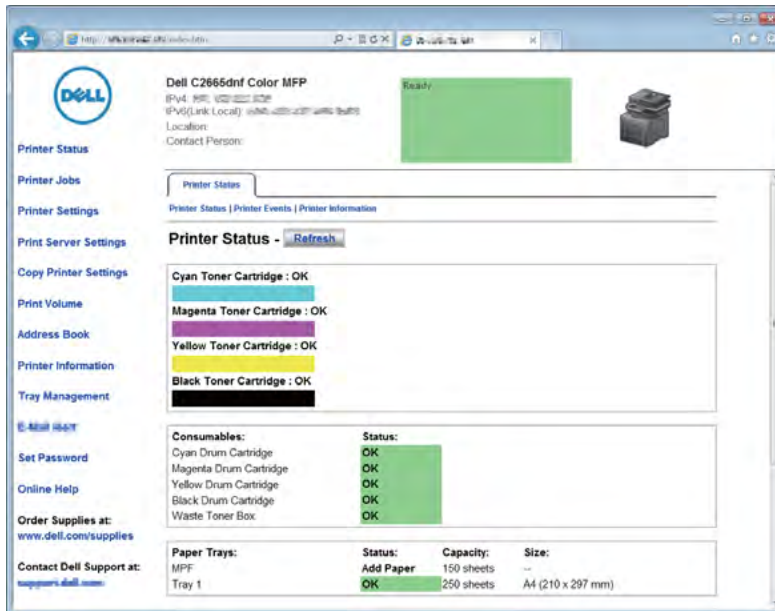 http://
DELL
Dell C2665dnf Color MFP
IPv4:
IPv6(Link Local):
Location:
Contact Person:
Ready
Printer Status
Printer Jobs
Printer Settings
Print Server Settings
Copy Printer Settings
Print Volume
Address Book
Printer Information
Tray Management
Set Password
Online Help
Order Supplies at:
www.dell.com/supplies
Contact Dell Support at:
support.dell.com
Printer Status
Printer Status | Printer Events | Printer Information
Printer Status - Refresh
Cyan Toner Cartridge : OK
Magenta Toner Cartridge : OK
Yellow Toner Cartridge : OK
Black Toner Cartridge : OK
Consumables: Status:
Cyan Drum Cartridge OK
Magenta Drum Cartridge OK
Yellow Drum Cartridge OK
Black Drum Cartridge OK
Waste Toner Box OK
Paper Trays: Status: Capacity: Size:
MPF Add Paper 150 sheets --
Tray 1 OK 250 sheets A4 (210 x 297 mm)